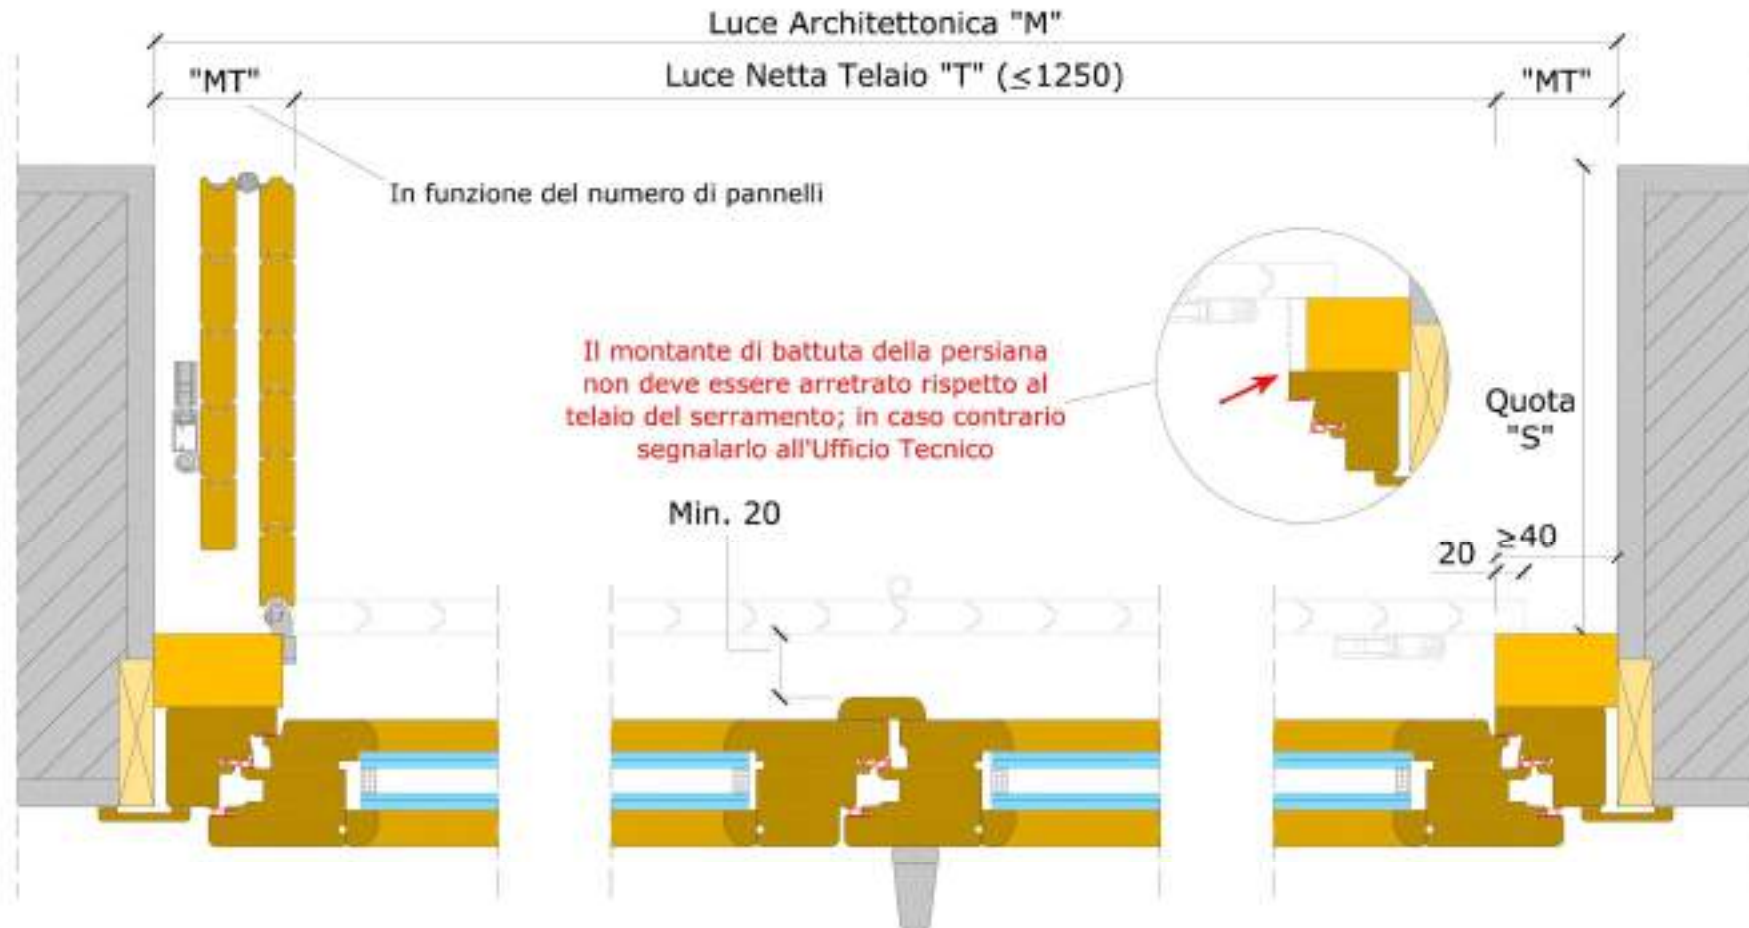 Luce Architettonica "M"
"MT"
Luce Netta Telaio "T" (≤1250)
"MT"
In funzione del numero di pannelli
Il montante di battuta della persiana
non deve essere arretrato rispetto al
telaio del serramento; in caso contrario
segnalarlo all'Ufficio Tecnico
Quota
"S"
Min. 20
20
≥40